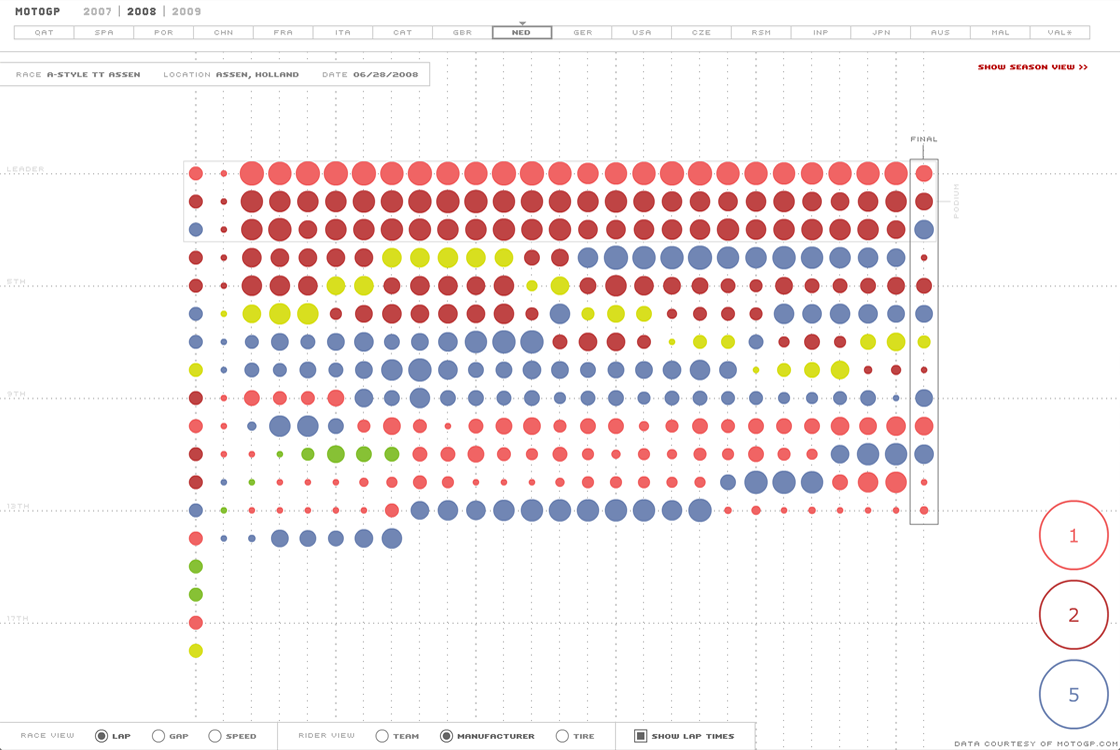 MOTOGP 2007 | 2008 | 2009
QAT SPA POR CHN FRA ITA CAT GBR NED GER USA CZE RSM INP JPN AUS MAL VAL*
RACE A-STYLE TT ASSEN LOCATION ASSEN, HOLLAND DATE 06/28/2008
SHOW SEASON VIEW >>
FINAL
LEADER
PODIUM
5TH
9TH
13TH
1
17TH
2
5
RACE VIEW LAP GAP SPEED RIDER VIEW TEAM MANUFACTURER TIRE SHOW LAP TIMES
DATA COURTESY OF MOTOGP.COM